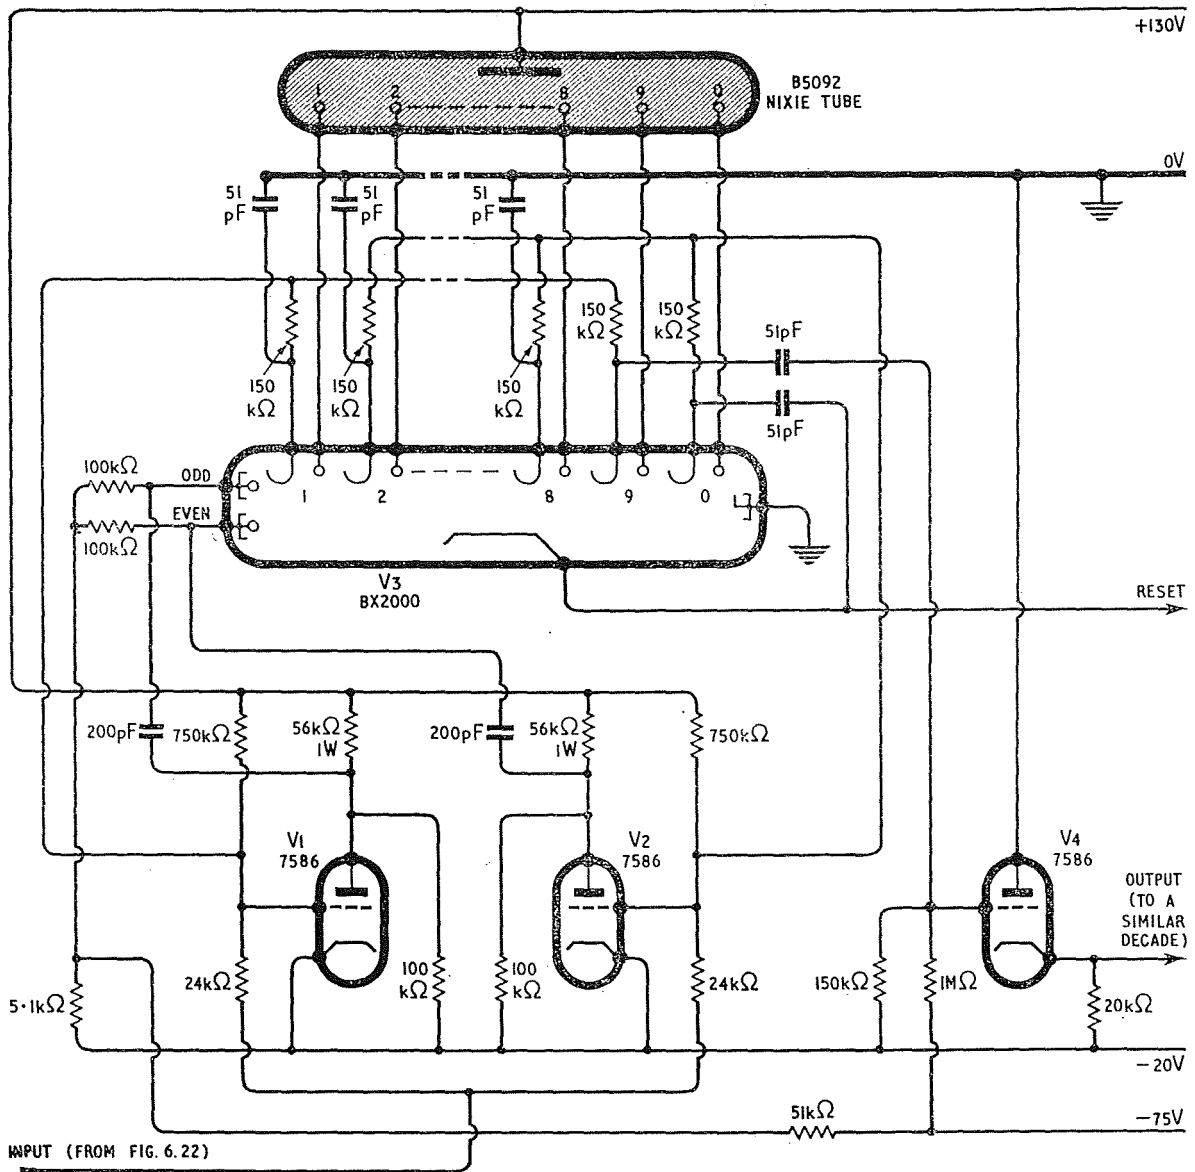 +130V
B5092
NIXIE TUBE
1
2
8
9
0
0V
51
pF
51
pF
51
pF
150
kΩ
150
kΩ
51pF
51pF
150
kΩ
150
kΩ
150
kΩ
100kΩ
ODD
EVEN
100kΩ
1
2
8
9
0
V3
BX2000
RESET
200pF
750kΩ
56kΩ
1W
200pF
56kΩ
1W
750kΩ
V1
7586
V2
7586
V4
7586
OUTPUT
(TO A
SIMILAR
DECADE)
5·1kΩ
24kΩ
100
kΩ
100
kΩ
24kΩ
150kΩ
1MΩ
20kΩ
−20V
51kΩ
−75V
INPUT (FROM FIG. 6.22)